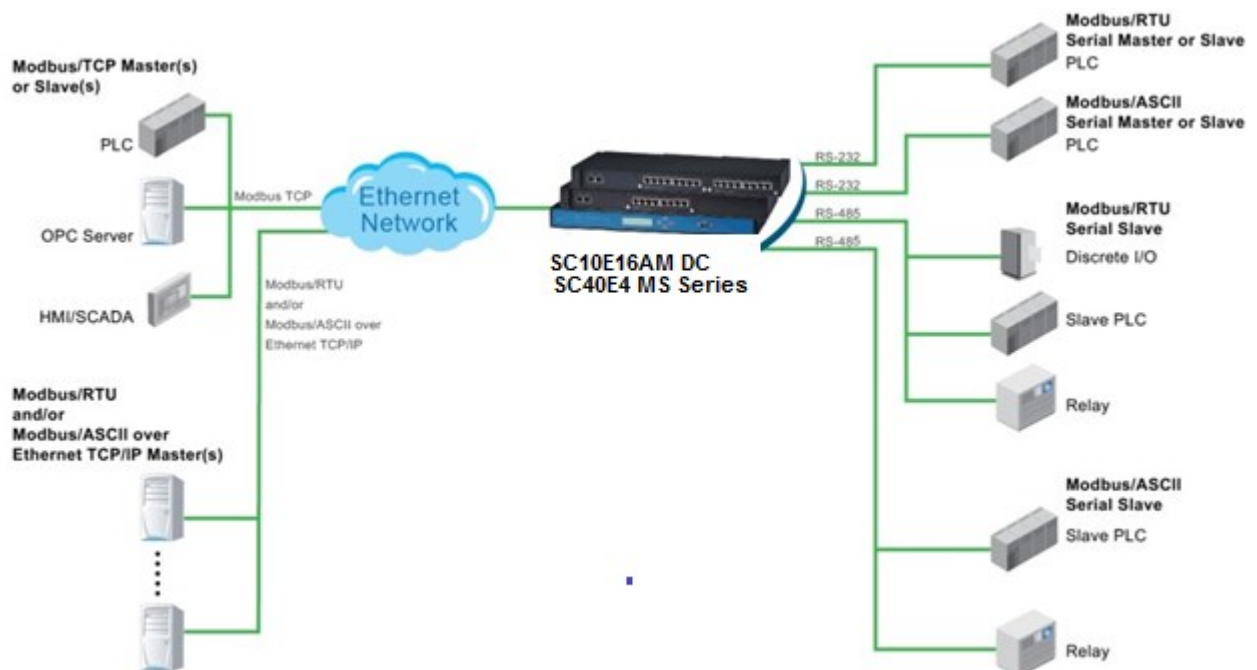 Modbus/TCP Master(s)
or Slave(s)
PLC
OPC Server
HMI/SCADA
Modbus TCP
Ethernet
Network
Modbus/RTU
and/or
Modbus/ASCII over
Ethernet TCP/IP
Modbus/RTU
and/or
Modbus/ASCII over
Ethernet TCP/IP Master(s)
SC10E16AM DC
SC40E4 MS Series
RS-232
RS-232
RS-485
RS-485
Modbus/RTU
Serial Master or Slave
PLC
Modbus/ASCII
Serial Master or Slave
PLC
Modbus/RTU
Serial Slave
Discrete I/O
Slave PLC
Relay
Modbus/ASCII
Serial Slave
Slave PLC
Relay